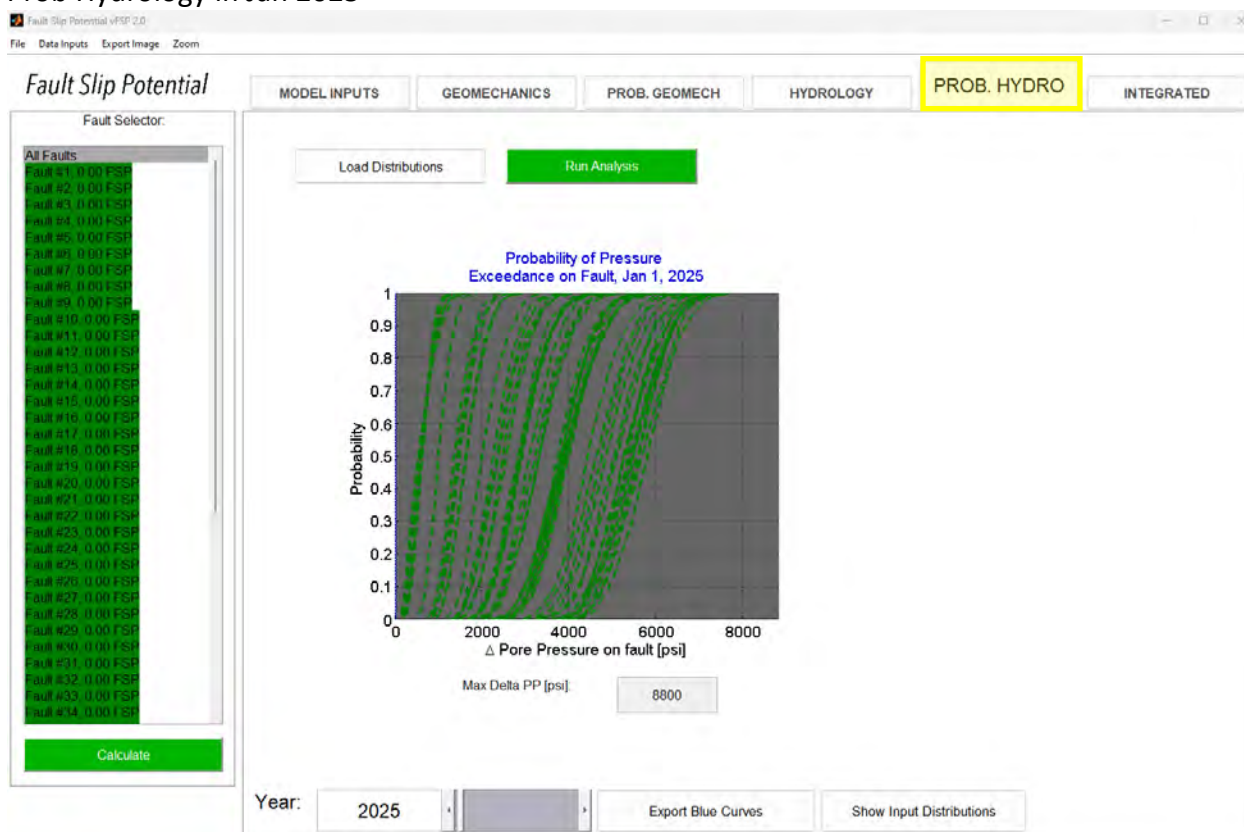 Prob Hydrology in Jan 2025
Fault Slip Potential vFSP 2.0
File Data Inputs Export Image Zoom
Fault Slip Potential
MODEL INPUTS GEOMECHANICS PROB. GEOMECH HYDROLOGY PROB. HYDRO INTEGRATED
Fault Selector:
All Faults
Fault #1, 0.00 FSP
Fault #2, 0.00 FSP
Fault #3, 0.00 FSP
Fault #4, 0.00 FSP
Fault #5, 0.00 FSP
Fault #6, 0.00 FSP
Fault #7, 0.00 FSP
Fault #8, 0.00 FSP
Fault #9, 0.00 FSP
Fault #10, 0.00 FSP
Fault #11, 0.00 FSP
Fault #12, 0.00 FSP
Fault #13, 0.00 FSP
Fault #14, 0.00 FSP
Fault #15, 0.00 FSP
Fault #16, 0.00 FSP
Fault #17, 0.00 FSP
Fault #18, 0.00 FSP
Fault #19, 0.00 FSP
Fault #20, 0.00 FSP
Fault #21, 0.00 FSP
Fault #22, 0.00 FSP
Fault #23, 0.00 FSP
Fault #24, 0.00 FSP
Fault #25, 0.00 FSP
Fault #26, 0.00 FSP
Fault #27, 0.00 FSP
Fault #28, 0.00 FSP
Fault #29, 0.00 FSP
Fault #30, 0.00 FSP
Fault #31, 0.00 FSP
Fault #32, 0.00 FSP
Fault #33, 0.00 FSP
Fault #34, 0.00 FSP
Calculate
Load Distributions Run Analysis
Probability of Pressure
Exceedance on Fault, Jan 1, 2025
1
0.9
0.8
0.7
0.6
0.5
0.4
0.3
0.2
0.1
0
Probability
0 2000 4000 6000 8000
Δ Pore Pressure on fault [psi]
Max Delta PP [psi]: 8800
Year: 2025 Export Blue Curves Show Input Distributions